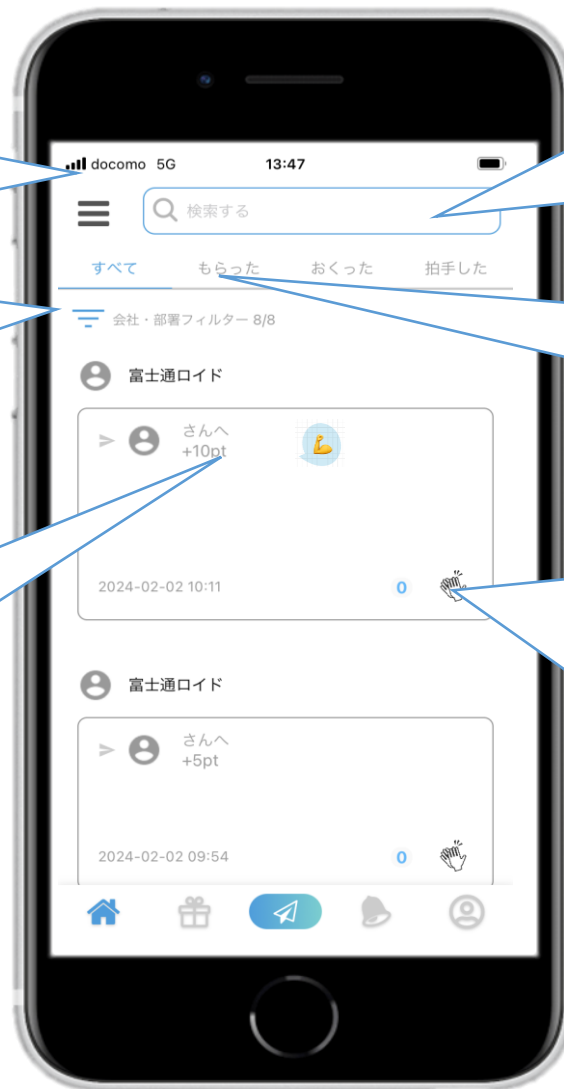 docomo 5G 13:47
検索する
すべて もらった おくった 拍手した
会社・部署フィルター 8/8
富士通ロイド
さんへ
+10pt
2024-02-02 10:11 0
富士通ロイド
さんへ
+5pt
2024-02-02 09:54 0